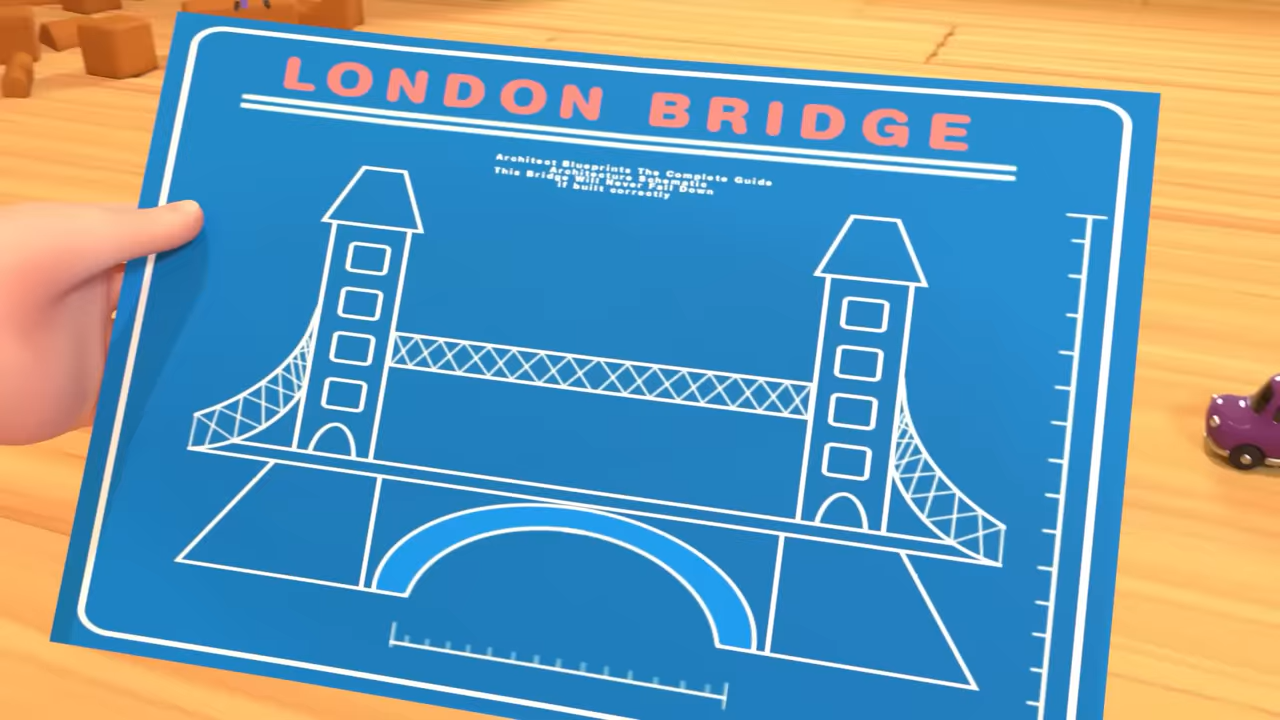 LONDON BRIDGE
Architect Blueprints The Complete Guide
Architecture Schematic
This Bridge Will Never Fall Down
If built correctly